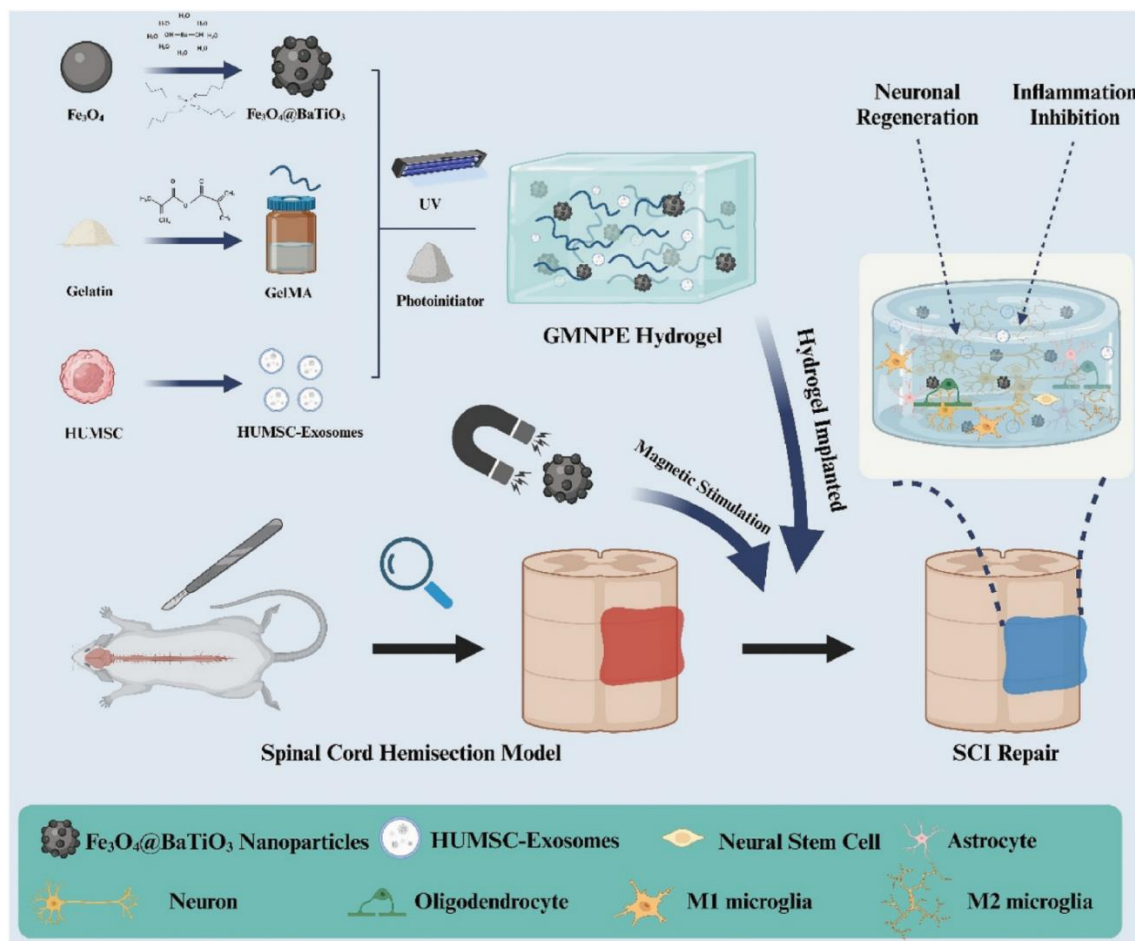 Fe₃O₄
Fe₃O₄@BaTiO₃
Gelatin
GelMA
HUMSC
HUMSC-Exosomes
UV
Photoinitiator
GMNPE Hydrogel
Neuronal
Regeneration
Inflammation
Inhibition
Magnetic Stimulation
Hydrogel Implanted
Spinal Cord Hemisection Model
SCI Repair
Fe₃O₄@BaTiO₃ Nanoparticles
HUMSC-Exosomes
Neural Stem Cell
Astrocyte
Neuron
Oligodendrocyte
M1 microglia
M2 microglia